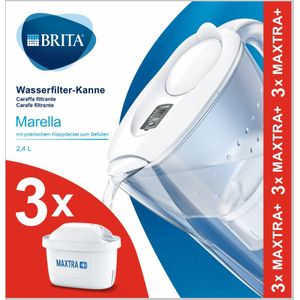 BRITA
Wasserfilter-Kanne
Caraffa filtrante
Carafe filtrante
Marella
mit praktischem Klappdeckel zum Befüllen
2,4 L
3x
MAXTRA+
3x MAXTRA+ 3x MAXTRA+ 3x MAXTRA+